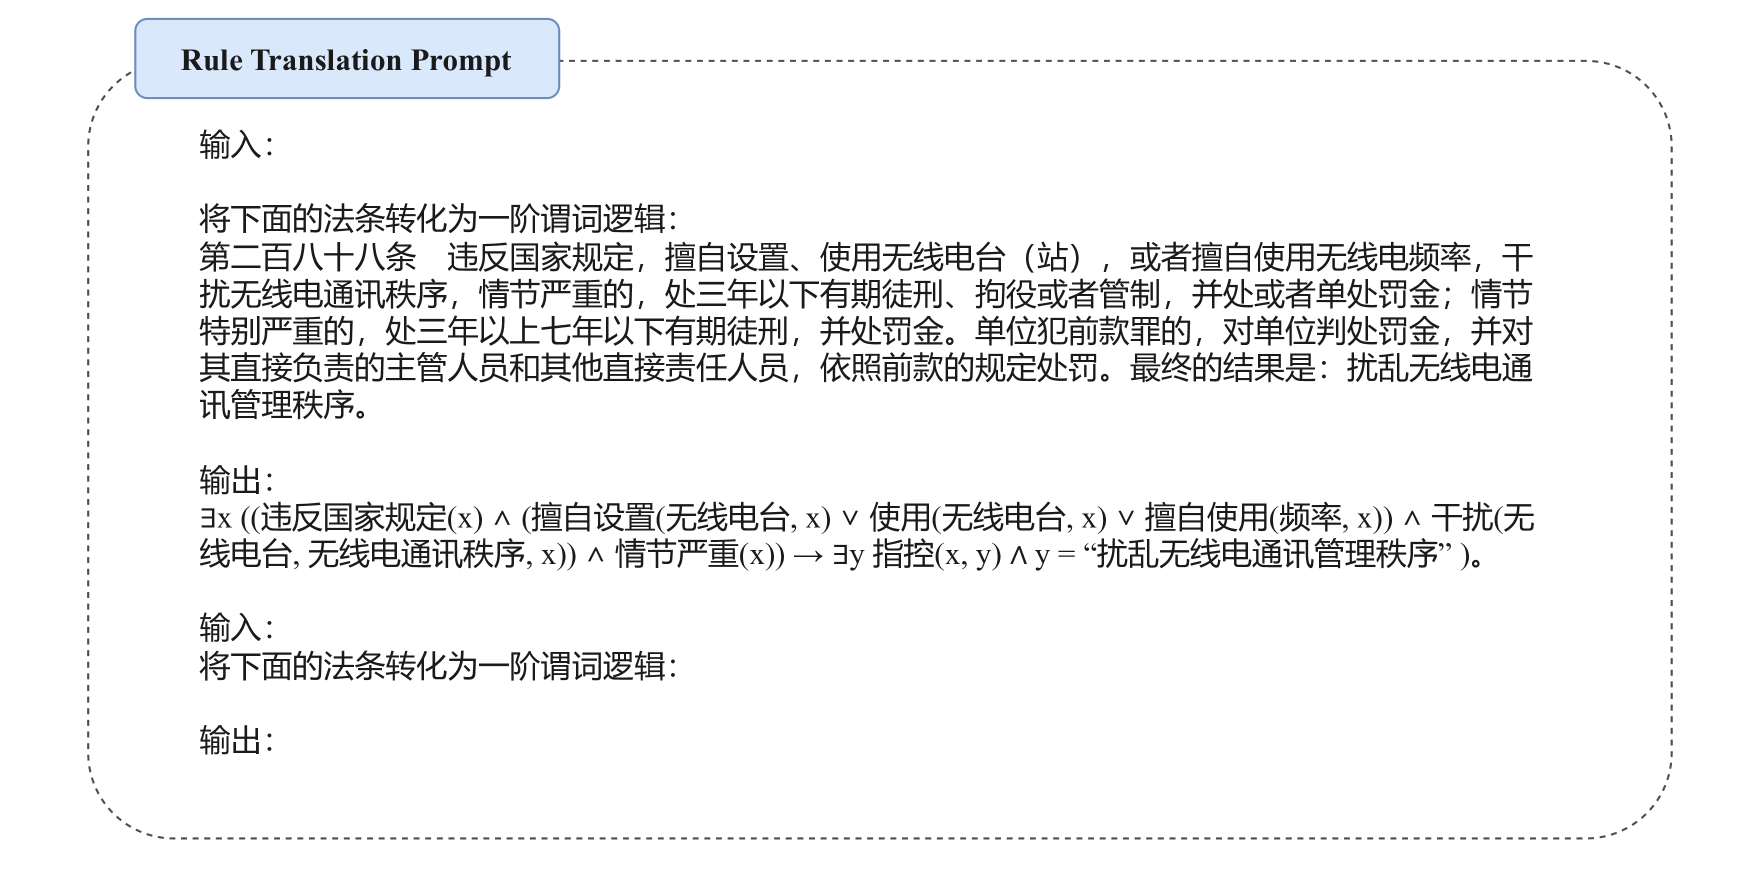 Rule Translation Prompt
输入：
将下面的法条转化为一阶谓词逻辑：
第二百八十八条　违反国家规定，擅自设置、使用无线电台（站），或者擅自使用无线电频率，干
扰无线电通讯秩序，情节严重的，处三年以下有期徒刑、拘役或者管制，并处或者单处罚金；情节
特别严重的，处三年以上七年以下有期徒刑，并处罚金。单位犯前款罪的，对单位判处罚金，并对
其直接负责的主管人员和其他直接责任人员，依照前款的规定处罚。最终的结果是：扰乱无线电通
讯管理秩序。
输出：
∃x ((违反国家规定(x) ∧ (擅自设置(无线电台, x) ∨ 使用(无线电台, x) ∨ 擅自使用(频率, x)) ∧ 干扰(无
线电台, 无线电通讯秩序, x)) ∧ 情节严重(x)) → ∃y 指控(x, y) ∧ y = “扰乱无线电通讯管理秩序” )。
输入：
将下面的法条转化为一阶谓词逻辑：
输出：